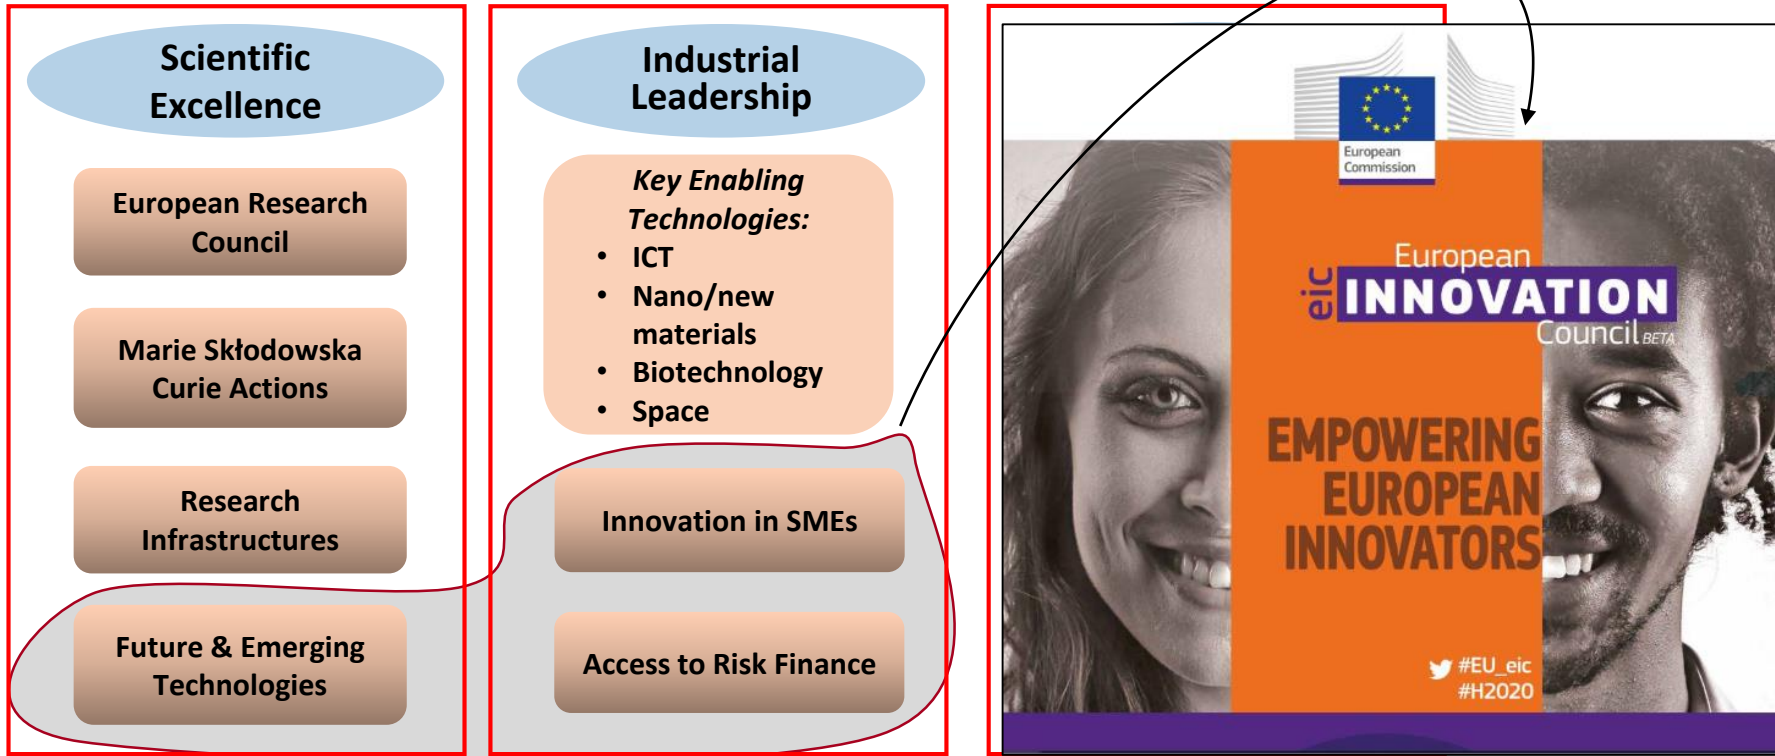 Scientific
Excellence
European Research
Council
Marie Skłodowska
Curie Actions
Research
Infrastructures
Future & Emerging
Technologies
Industrial
Leadership
Key Enabling
Technologies:
• ICT
• Nano/new
materials
• Biotechnology
• Space
Innovation in SMEs
Access to Risk Finance
European
Commission
European
eic INNOVATION
Council BETA
EMPOWERING
EUROPEAN
INNOVATORS
#EU_eic
#H2020